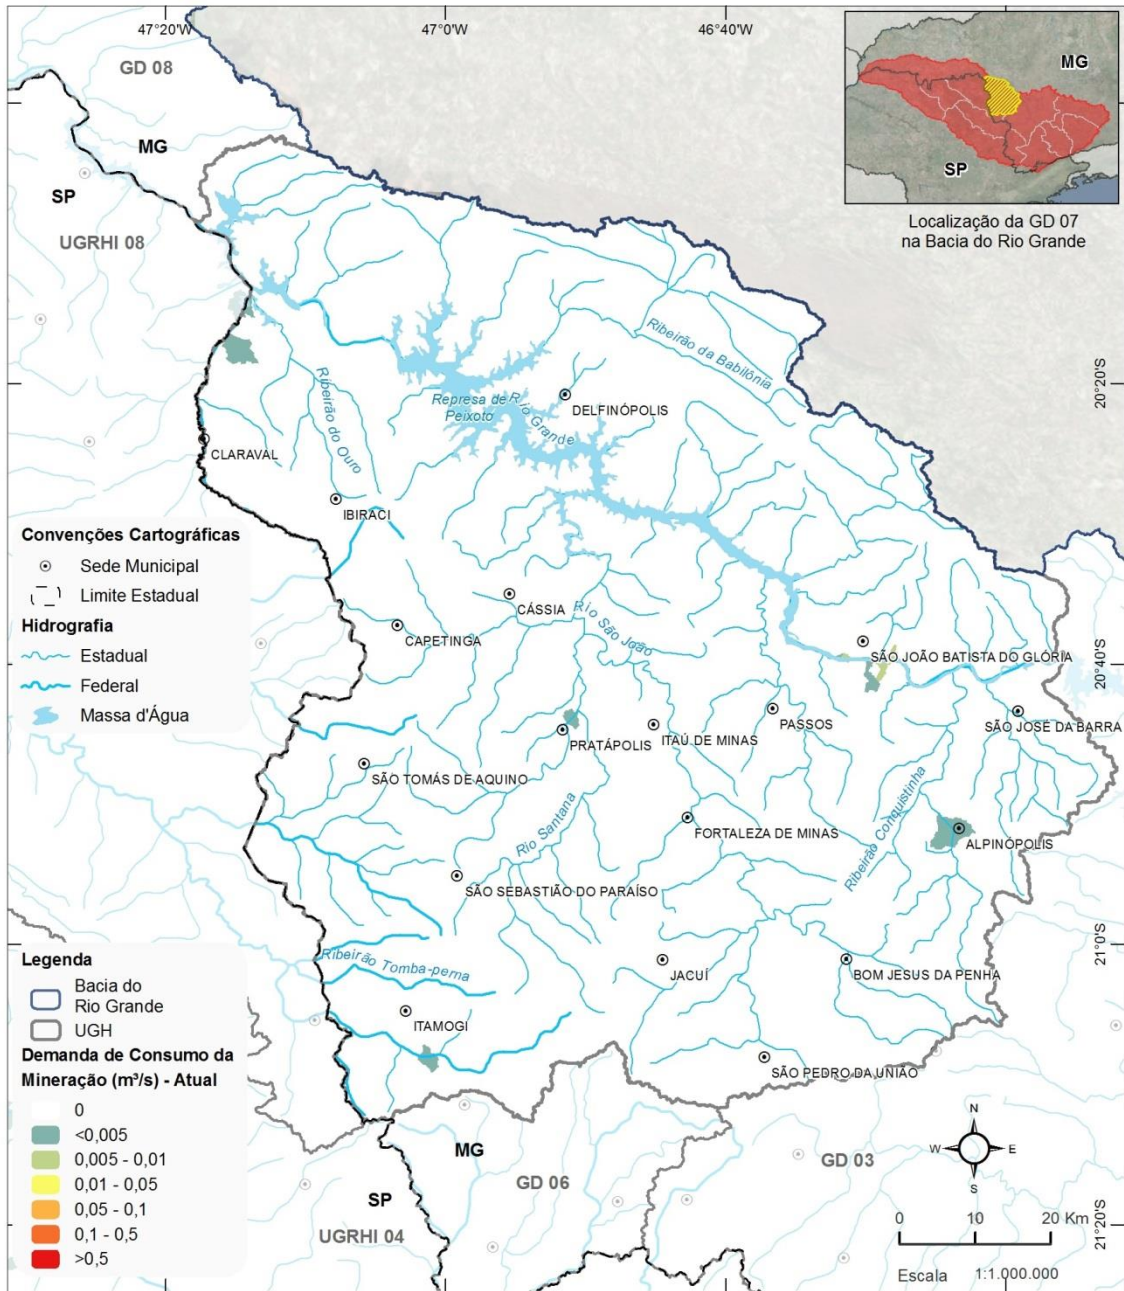 47°20'W
47°0'W
46°40'W
GD 08
MG
SP
UGRHI 08
MG
SP
Localização da GD 07
na Bacia do Rio Grande
20°20'S
20°40'S
21°0'S
21°20'S
Ribeirão da Babilônia
Ribeirão do Ouro
Represa de
Peixoto
Rio Grande
DELFINÓPOLIS
CLARAVAL
IBIRACI
CÁSSIA
Rio São João
CAPETINGA
SÃO JOÃO BATISTA DO GLÓRIA
PASSOS
SÃO JOSÉ DA BARRA
PRATÁPOLIS
ITAÚ DE MINAS
SÃO TOMÁS DE AQUINO
Rio Santana
FORTALEZA DE MINAS
Ribeirão Conquistinha
ALPINÓPOLIS
SÃO SEBASTIÃO DO PARAÍSO
Ribeirão Tomba-perna
JACUÍ
BOM JESUS DA PENHA
ITAMOGI
SÃO PEDRO DA UNIÃO
MG
SP
GD 06
GD 03
UGRHI 04
Convenções Cartográficas
Sede Municipal
Limite Estadual
Hidrografia
Estadual
Federal
Massa d'Água
Legenda
Bacia do
Rio Grande
UGH
Demanda de Consumo da
Mineração (m³/s) - Atual
0
<0,005
0,005 - 0,01
0,01 - 0,05
0,05 - 0,1
0,1 - 0,5
>0,5
N
W E
S
0 10 20 Km
Escala 1:1.000.000